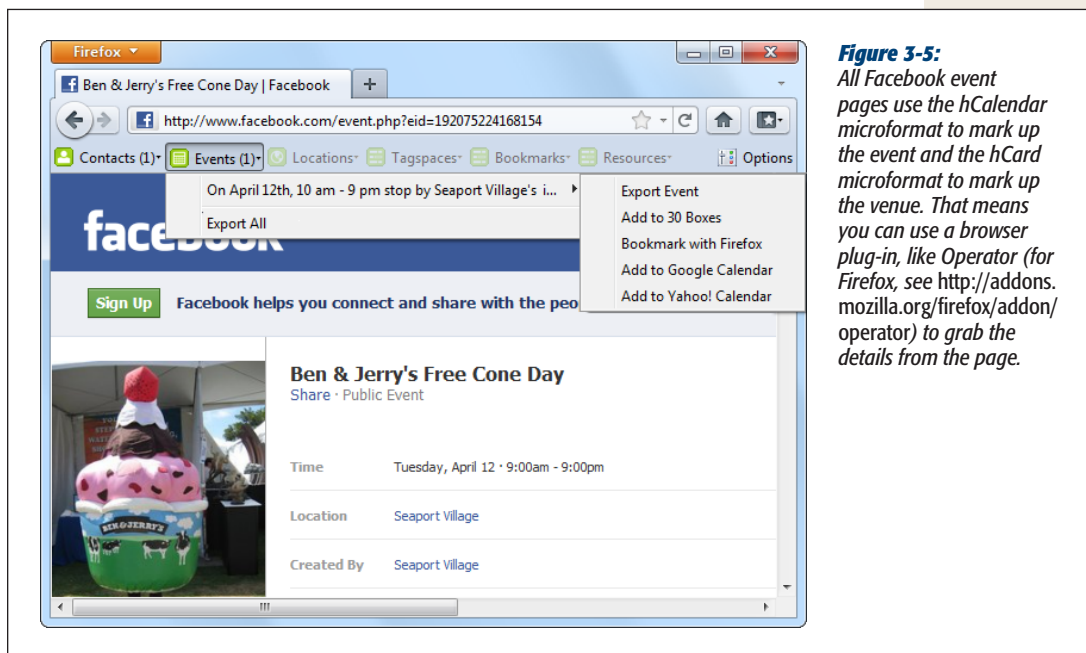 Firefox
Ben & Jerry's Free Cone Day | Facebook
http://www.facebook.com/event.php?eid=192075224168154
Contacts (1) Events (1) Locations Tagspaces Bookmarks Resources Options
On April 12th, 10 am - 9 pm stop by Seaport Village's i...
Export All
Export Event
Add to 30 Boxes
Bookmark with Firefox
Add to Google Calendar
Add to Yahoo! Calendar
facebook
Sign Up Facebook helps you connect and share with the peo
Ben & Jerry's Free Cone Day
Share · Public Event
Time Tuesday, April 12 · 9:00am - 9:00pm
Location Seaport Village
Created By Seaport Village
BEN & JERRY'S
Figure 3-5:
All Facebook event
pages use the hCalendar
microformat to mark up
the event and the hCard
microformat to mark up
the venue. That means
you can use a browser
plug-in, like Operator (for
Firefox, see http://addons.
mozilla.org/firefox/addon/
operator) to grab the
details from the page.